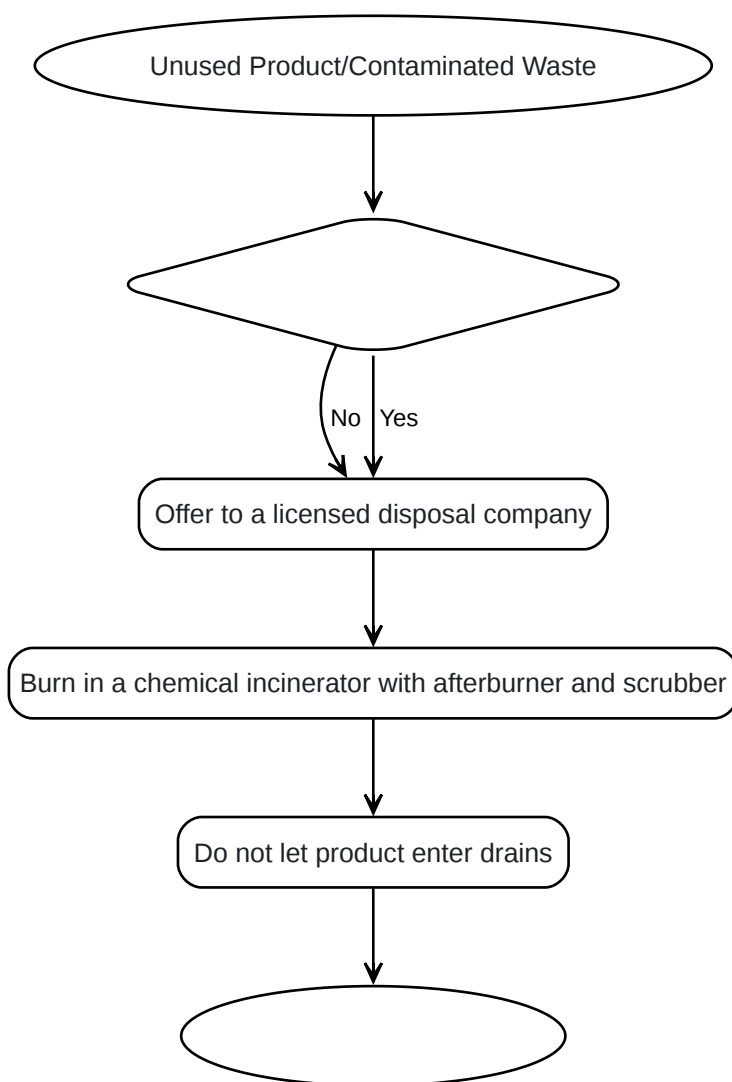 Unused Product/Contaminated Waste
No
Yes
Offer to a licensed disposal company
Burn in a chemical incinerator with afterburner and scrubber
Do not let product enter drains